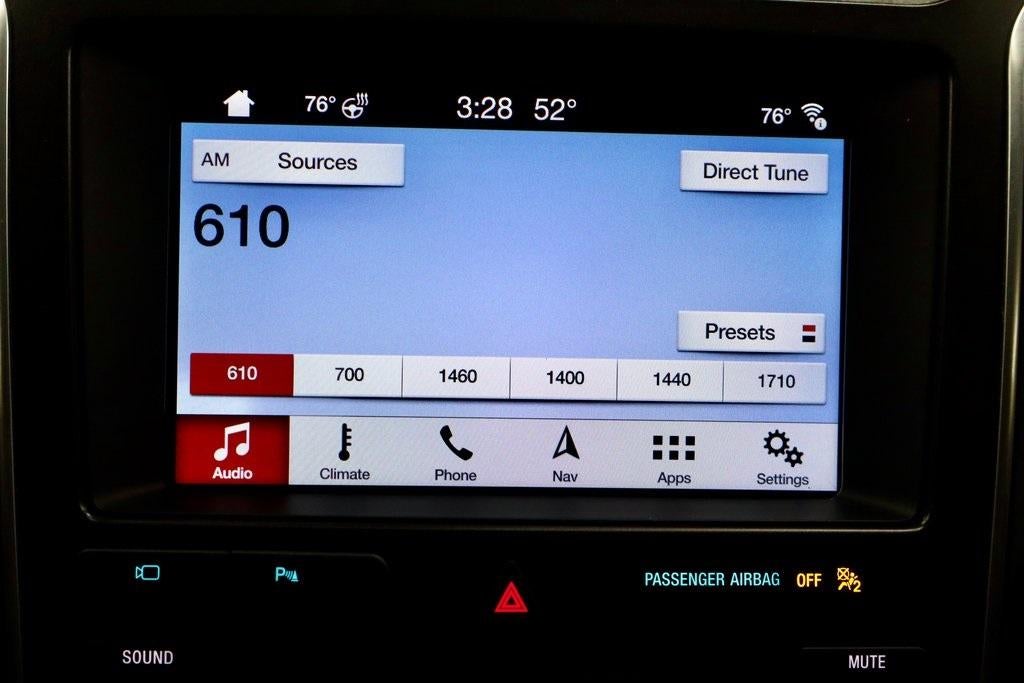 76° 3:28 52° 76°
AM Sources Direct Tune
610
Presets
610 700 1460 1400 1440 1710
Audio Climate Phone Nav Apps Settings
P PASSENGER AIRBAG OFF 2
SOUND MUTE